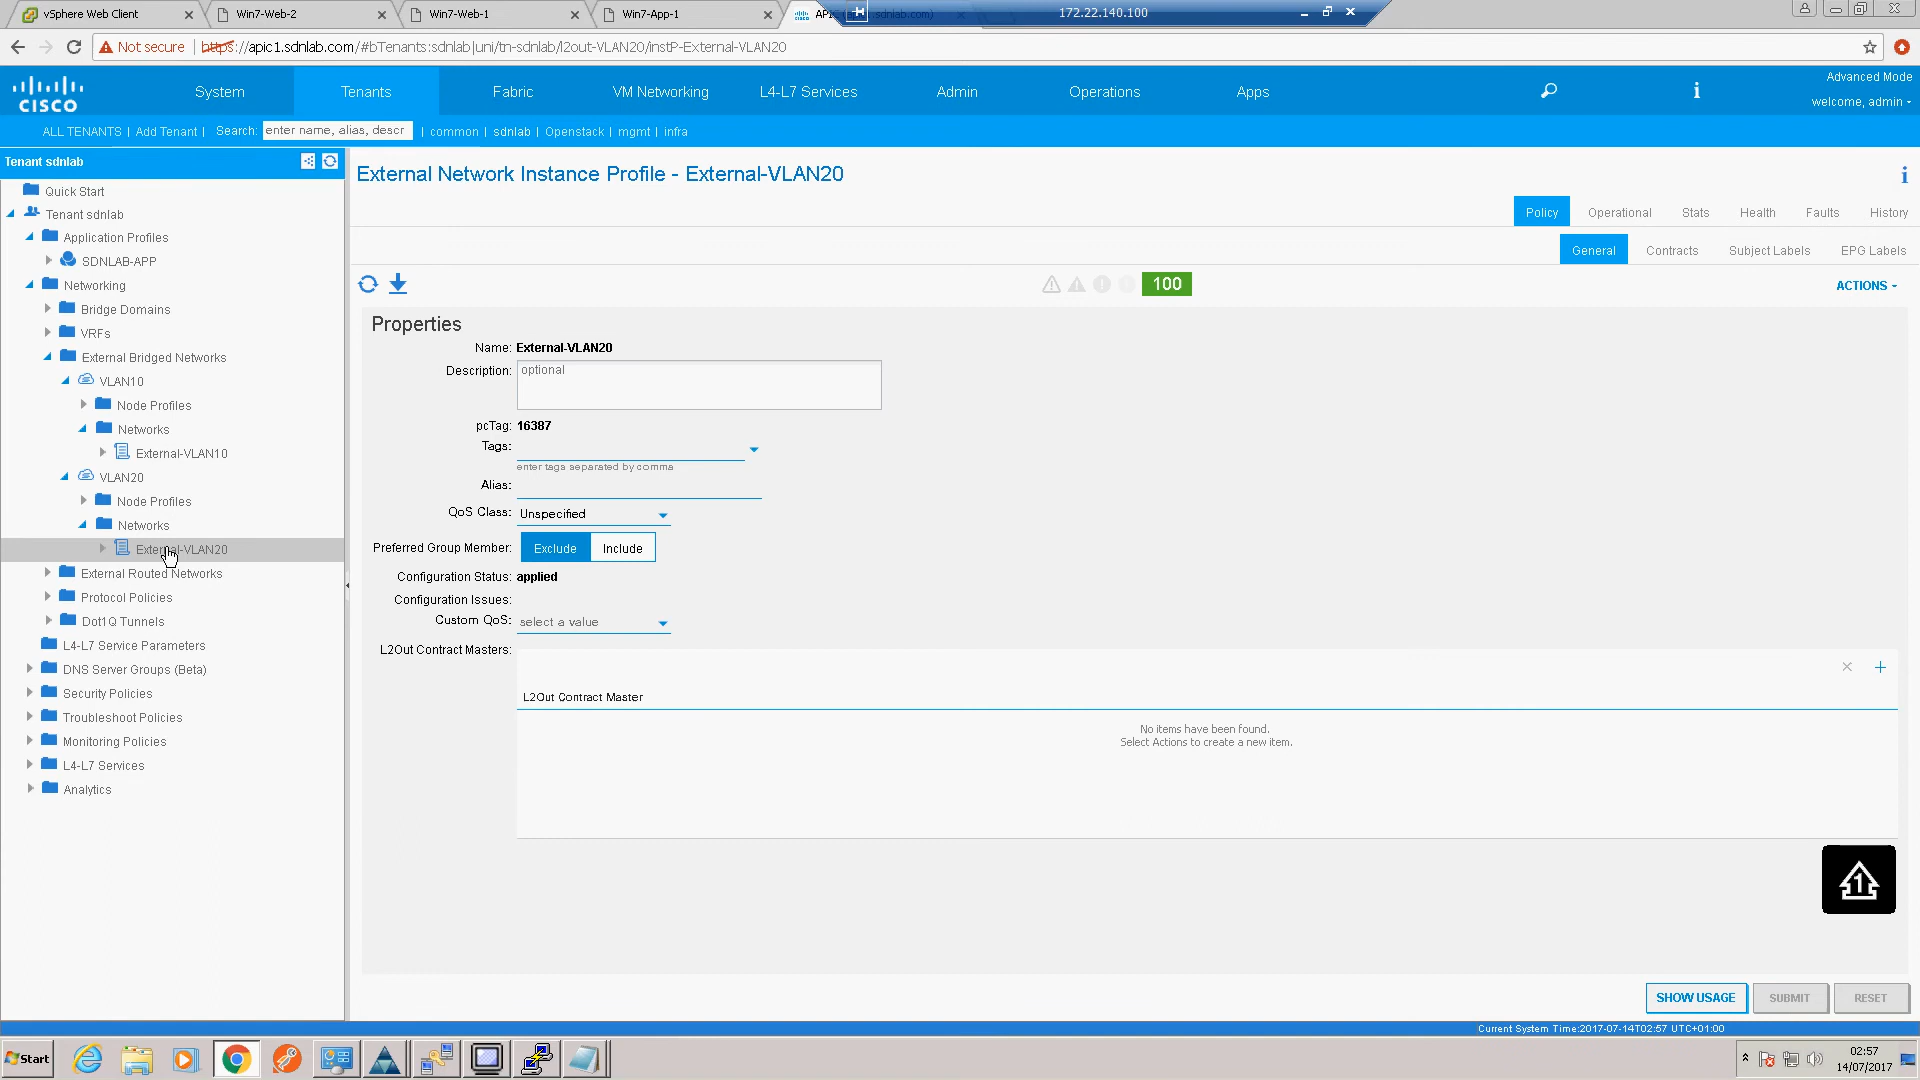 vSphere Web Client
Win7-Web-2
Win7-Web-1
Win7-App-1
172.22.140.100
Not secure
https://apic1.sdnlab.com/#bTenants:sdnlab|uni/tn-sdnlab/l2out-VLAN20/instP-External-VLAN20
CISCO
System
Tenants
Fabric
VM Networking
L4-L7 Services
Admin
Operations
Apps
Advanced Mode
welcome, admin
ALL TENANTS | Add Tenant | Search: enter name, alias, descr | common | sdnlab | Openstack | mgmt | infra
Tenant sdnlab
Quick Start
Tenant sdnlab
Application Profiles
SDNLAB-APP
Networking
Bridge Domains
VRFs
External Bridged Networks
VLAN10
Node Profiles
Networks
External-VLAN10
VLAN20
Node Profiles
Networks
External-VLAN20
External Routed Networks
Protocol Policies
Dot1Q Tunnels
L4-L7 Service Parameters
DNS Server Groups (Beta)
Security Policies
Troubleshoot Policies
Monitoring Policies
L4-L7 Services
Analytics
External Network Instance Profile - External-VLAN20
i
Policy
Operational
Stats
Health
Faults
History
General
Contracts
Subject Labels
EPG Labels
100
ACTIONS
Properties
Name: External-VLAN20
Description: optional
pcTag: 16387
Tags:
enter tags separated by comma
Alias:
QoS Class: Unspecified
Preferred Group Member: Exclude Include
Configuration Status: applied
Configuration Issues:
Custom QoS: select a value
L2Out Contract Masters:
L2Out Contract Master
No items have been found.
Select Actions to create a new item.
1
SHOW USAGE
SUBMIT
RESET
Current System Time:2017-07-14T02:57 UTC+01:00
Start
02:57
14/07/2017